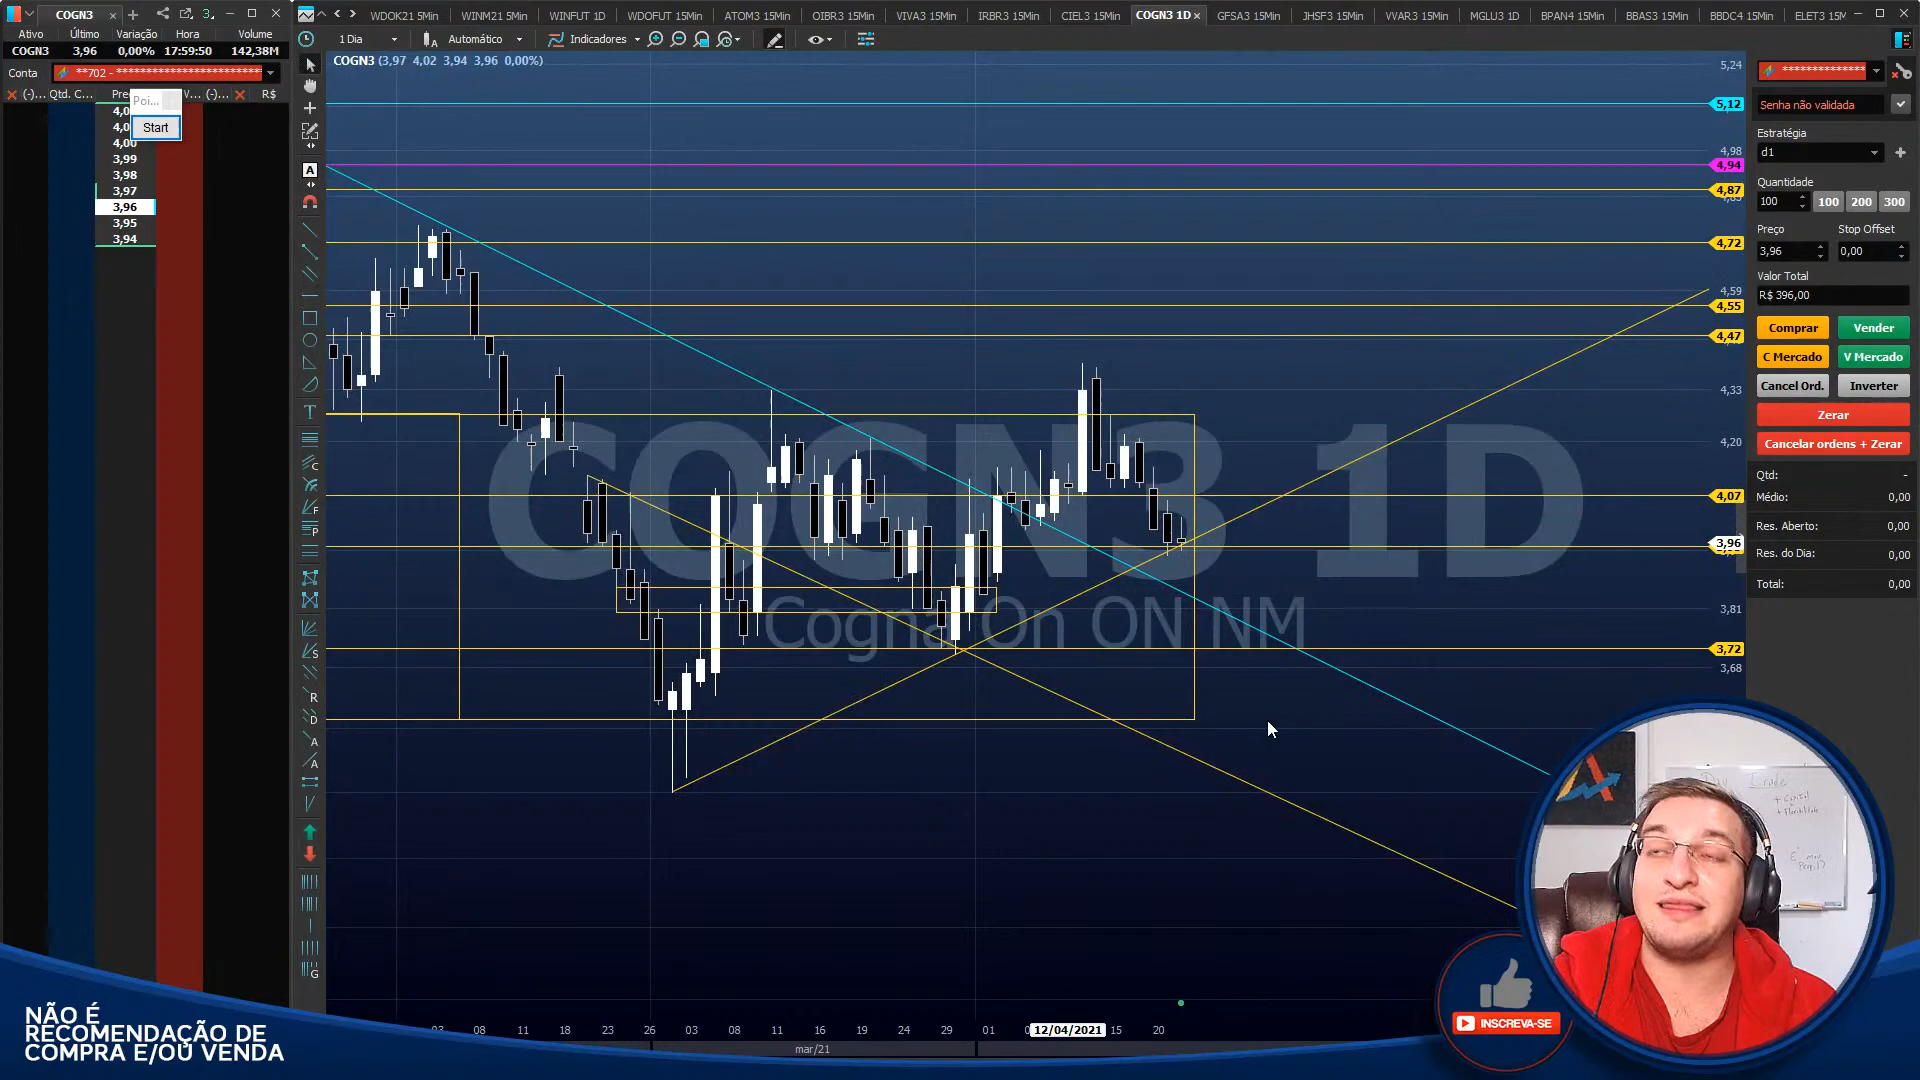 COGN3
3
WDOK21 5Min
WINM21 5Min
WINFUT 1D
WDOFUT 15Min
ATOM3 15Min
OIBR3 15Min
VIVA3 15Min
IRBR3 15Min
CIEL3 15Min
COGN3 1D
GFSA3 15Min
JHSF3 15Min
VVAR3 15Min
MGLU3 1D
BPAN4 15Min
BBAS3 15Min
BBDC4 15Min
Ativo Último Variação Hora Volume
COGN3 3,96 0,00% 17:59:50 142,38M
1 Dia
Automático
Indicadores
Conta **702 - *************************
(-)... Qtd. C... (-)... R$
Poi...
Start
3,99
3,98
3,97
3,96
3,95
3,94
COGN3 (3,97 4,02 3,94 3,96 0,00%)
COGN3 1D
Cogna On ON NM
5,24
5,12
4,98
4,94
4,87
4,72
4,59
4,55
4,47
4,33
4,20
4,07
3,96
3,81
3,72
3,68
**************
Senha não validada
Estratégia
d1
Quantidade
100 100 200 300
Preço Stop Offset
3,96 0,00
Valor Total
R$ 396,00
Comprar Vender
C Mercado V Mercado
Cancel Ord. Inverter
Zerar
Cancelar ordens + Zerar
Qtd: -
Médio: 0,00
Res. Aberto: 0,00
Res. do Dia: 0,00
Total: 0,00
08 11 18 23 26 03 08 11 16 19 24 29 01 12/04/2021 15 20
mar/21
NÃO É
RECOMENDAÇÃO DE
COMPRA E/OU VENDA
INSCREVA-SE
Day Trade